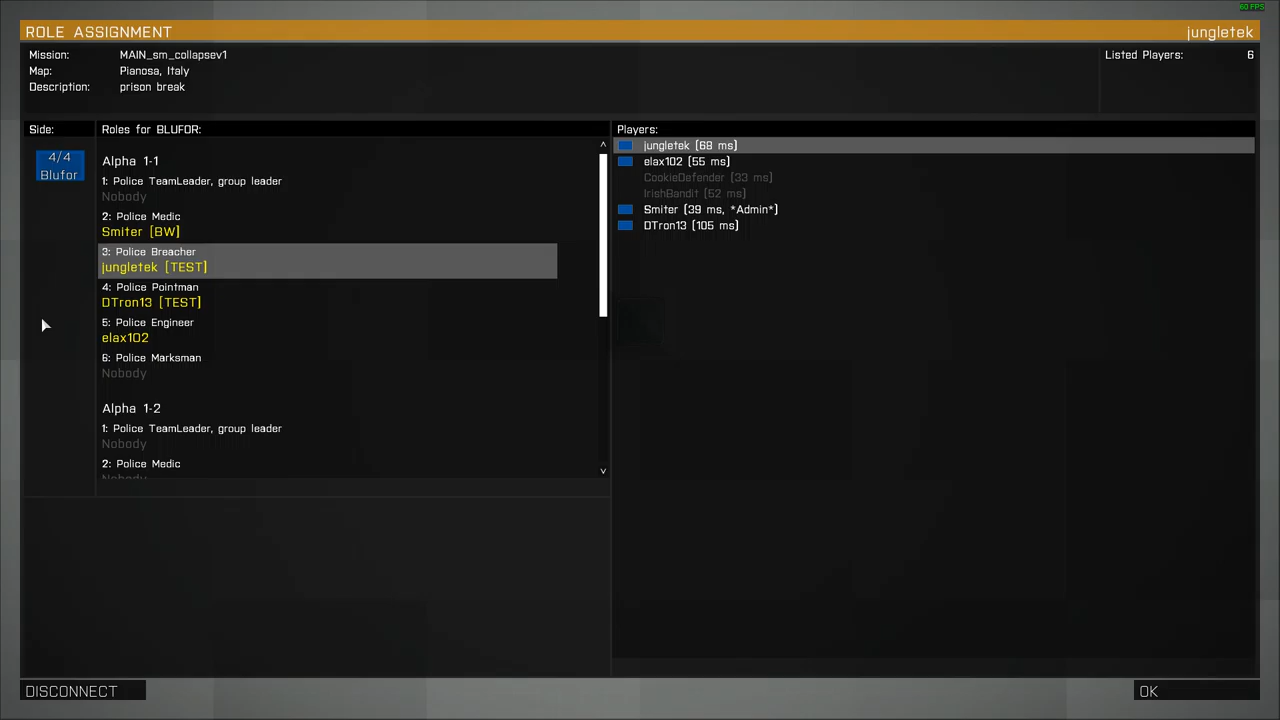 60 FPS
ROLE ASSIGNMENT
jungletek
Mission: MAIN_sm_collapsev1
Listed Players: 6
Map: Pianosa, Italy
Description: prison break
Side:
Roles for BLUFOR:
Players:
4/4
Blufor
Alpha 1-1
1: Police TeamLeader, group leader
Nobody
2: Police Medic
Smiter [BW]
3: Police Breacher
jungletek [TEST]
4: Police Pointman
DTron13 [TEST]
5: Police Engineer
elax102
6: Police Marksman
Nobody
Alpha 1-2
1: Police TeamLeader, group leader
Nobody
2: Police Medic
Nobody
jungletek (68 ms)
elax102 (55 ms)
CookieDefender (33 ms)
IrishBandit (52 ms)
Smiter (39 ms, *Admin*)
DTron13 (105 ms)
DISCONNECT
OK